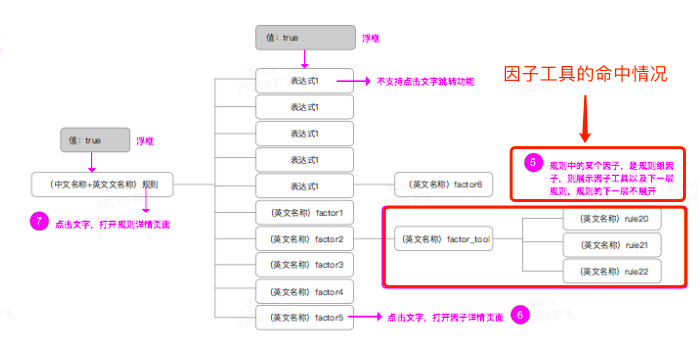 值：true
浮框
因子工具的命中情况
表达式1
不支持点击文字跳转功能
表达式1
表达式1
值：true
浮框
表达式1
5
规则中的某个因子，是规则组因
子，则展示因子工具以及下一层
规则，规则的下一层不展开
（中文名称+英文文名称）规则
表达式1
（英文名称）factor6
7
点击文字，打开规则详情页面
（英文名称）factor1
（英文名称）rule20
（英文名称）factor2
（英文名称）factor_tool
（英文名称）rule21
（英文名称）factor3
（英文名称）rule22
（英文名称）factor4
（英文名称）factor5
点击文字，打开因子详情页面
6